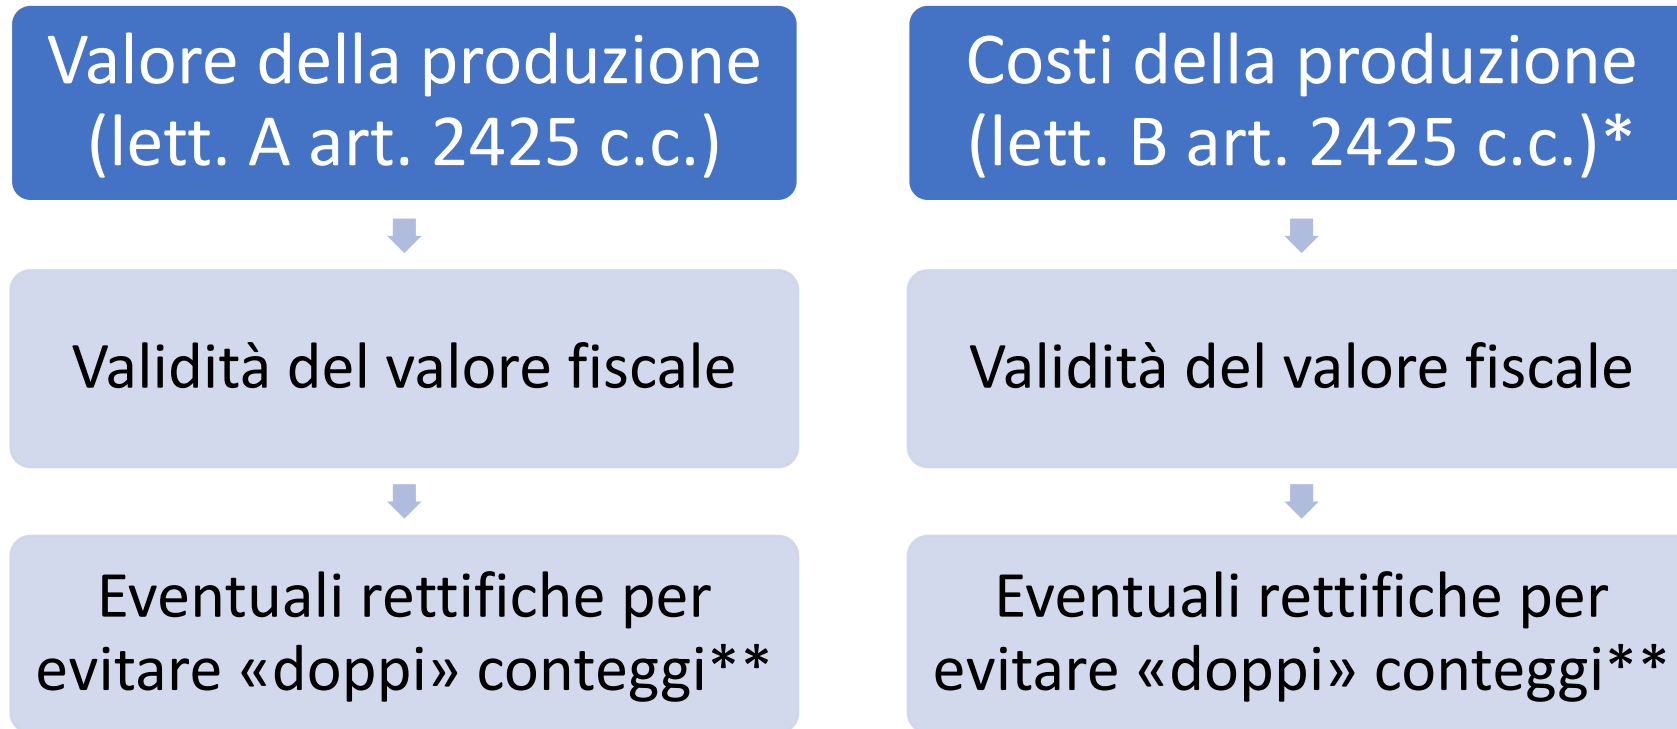 Valore della produzione
(lett. A art. 2425 c.c.)
Validità del valore fiscale
Eventuali rettifiche per
evitare «doppi» conteggi**
Costi della produzione
(lett. B art. 2425 c.c.)*
Validità del valore fiscale
Eventuali rettifiche per
evitare «doppi» conteggi**